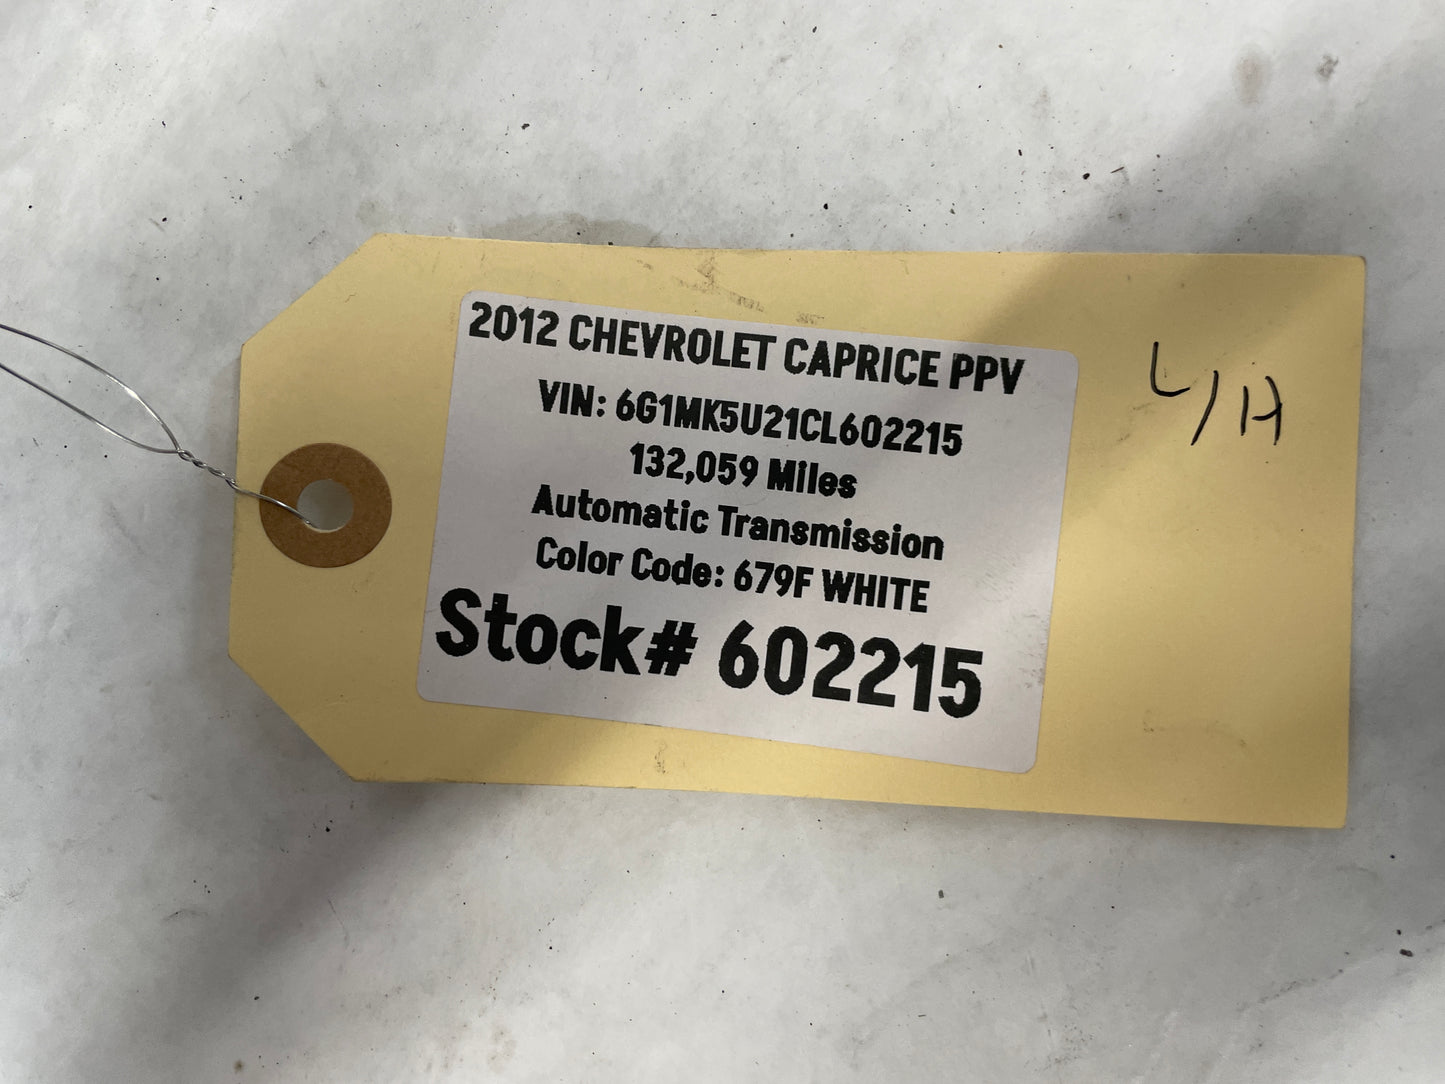 2012 CHEVROLET CAPRICE PPV
VIN: 6G1MK5U21CL602215
132,059 Miles
Automatic Transmission
Color Code: 679F WHITE
Stock# 602215
L/H